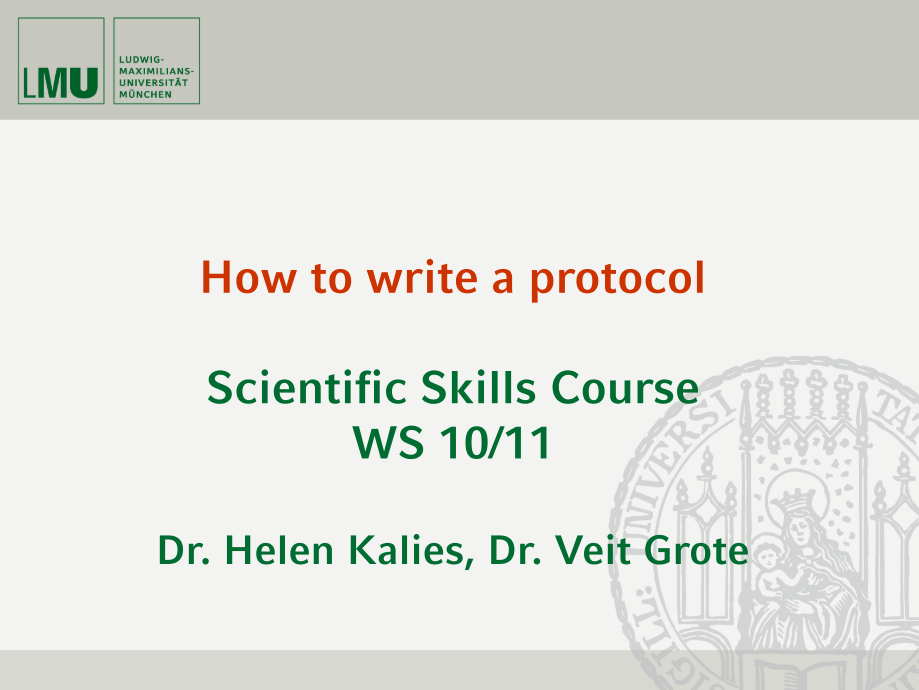 LMU
LUDWIG-
MAXIMILIANS-
UNIVERSITÄT
MÜNCHEN
How to write a protocol
Scientific Skills Course
WS 10/11
Dr. Helen Kalies, Dr. Veit Grote